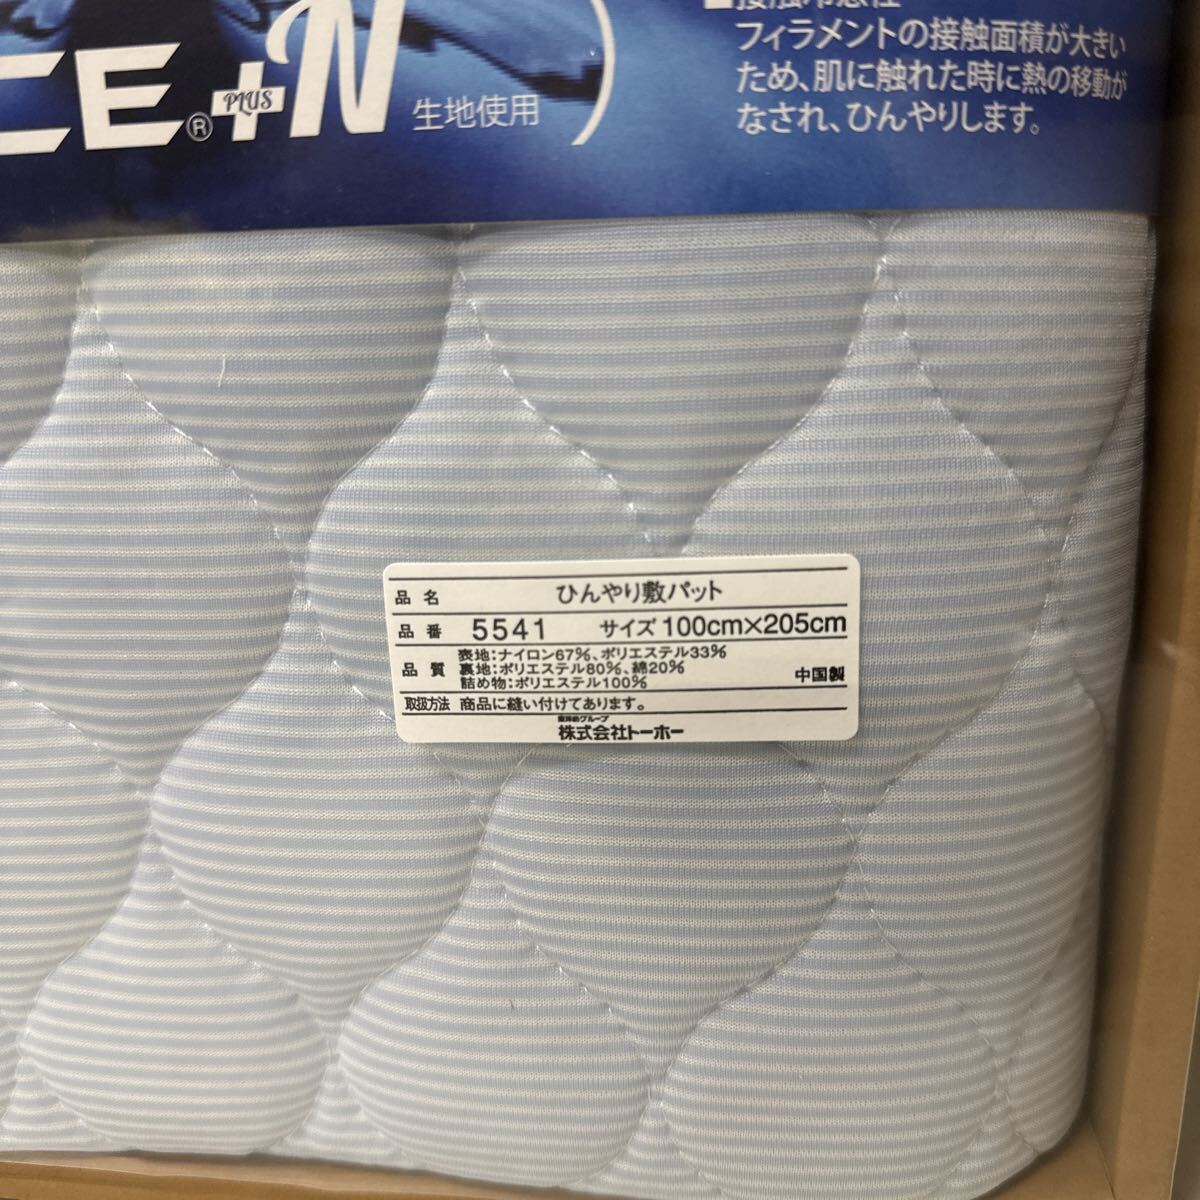 CE®+N
PLUS
生地使用
フィラメントの接触面積が大きい
ため、肌に触れた時に熱の移動が
なされ、ひんやりします。
品名 ひんやり敷パット
品番 5541 サイズ 100cm×205cm
品質 表地:ナイロン67%、ポリエステル33%
裏地:ポリエステル80%、綿20%
詰め物:ポリエステル100%
中国製
取扱方法 商品に縫い付けてあります。
株式会社トーホー